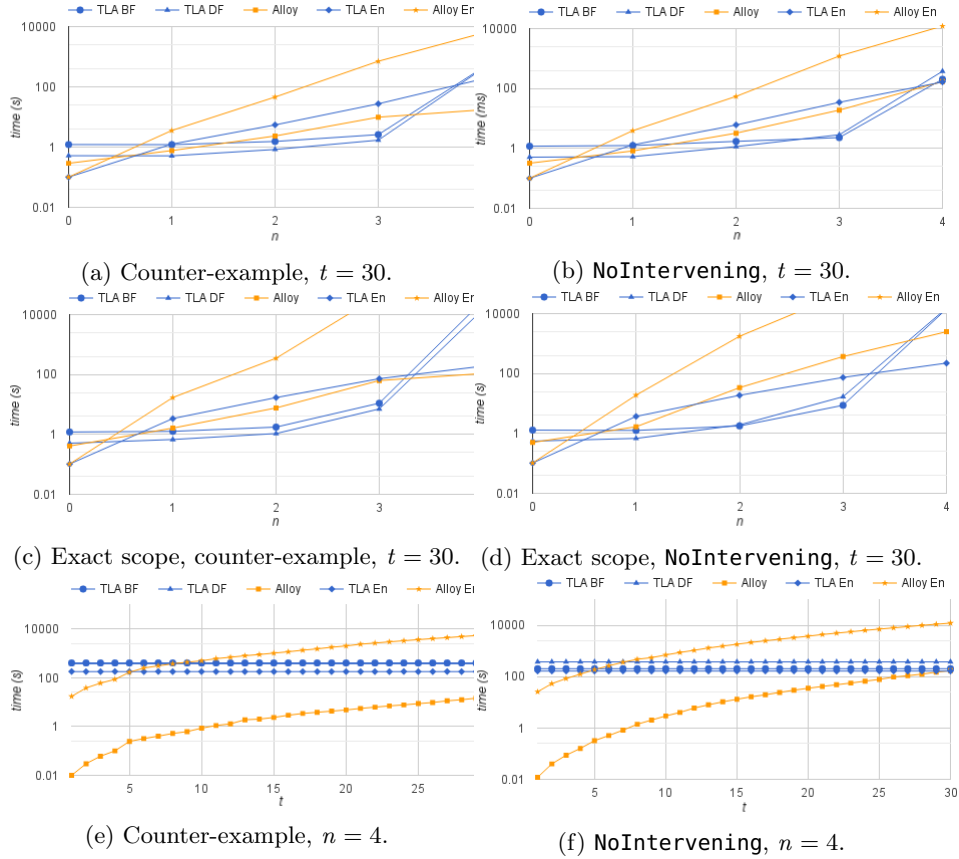 TLA BF TLA DF Alloy TLA En Alloy En
10000
100
1
0.01
time (s)
0 1 2 3
n
(a) Counter-example, t = 30.
TLA BF TLA DF Alloy TLA En Alloy En
10000
100
1
0.01
time (ms)
0 1 2 3 4
n
(b) NoIntervening, t = 30.
TLA BF TLA DF Alloy TLA En Alloy En
10000
100
1
0.01
time (s)
0 1 2 3
n
(c) Exact scope, counter-example, t = 30.
TLA BF TLA DF Alloy TLA En Alloy En
10000
100
1
0.01
time (s)
0 1 2 3 4
n
(d) Exact scope, NoIntervening, t = 30.
TLA BF TLA DF Alloy TLA En Alloy En
10000
100
1
0.01
time (s)
5 10 15 20 25
t
(e) Counter-example, n = 4.
TLA BF TLA DF Alloy TLA En Alloy En
10000
100
1
0.01
time (s)
5 10 15 20 25 30
t
(f) NoIntervening, n = 4.